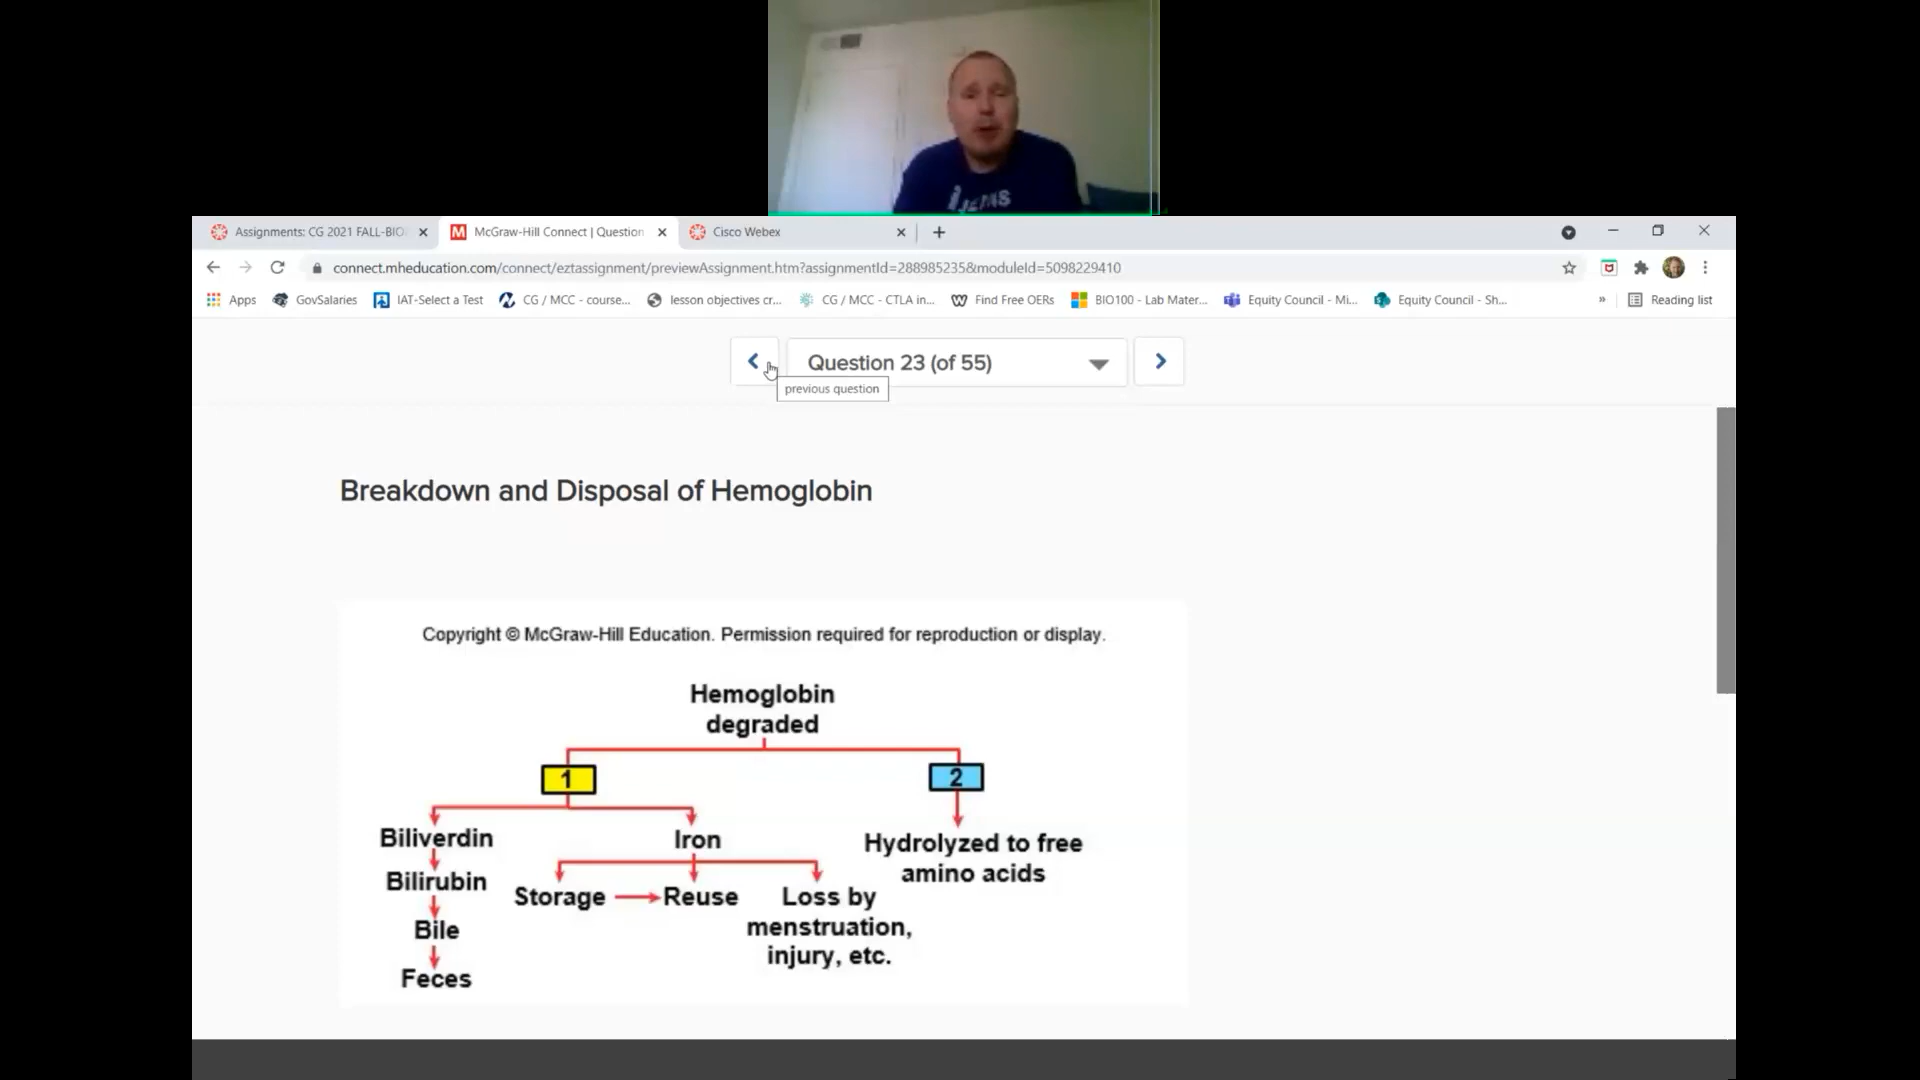 JEANS
Assignments: CG 2021 FALL-BIO
McGraw-Hill Connect | Question
Cisco Webex
connect.mheducation.com/connect/eztassignment/previewAssignment.htm?assignmentId=288985235&moduleId=5098229410
Apps
GovSalaries
IAT-Select a Test
CG / MCC - course...
lesson objectives cr...
CG / MCC - CTLA in...
Find Free OERs
BIO100 - Lab Mater...
Equity Council - Mi...
Equity Council - Sh...
»
Reading list
Question 23 (of 55)
previous question
Breakdown and Disposal of Hemoglobin
Copyright © McGraw-Hill Education. Permission required for reproduction or display.
Hemoglobin
degraded
1
2
Biliverdin
Iron
Hydrolyzed to free
amino acids
Bilirubin
Storage
Reuse
Loss by
menstruation,
injury, etc.
Bile
Feces